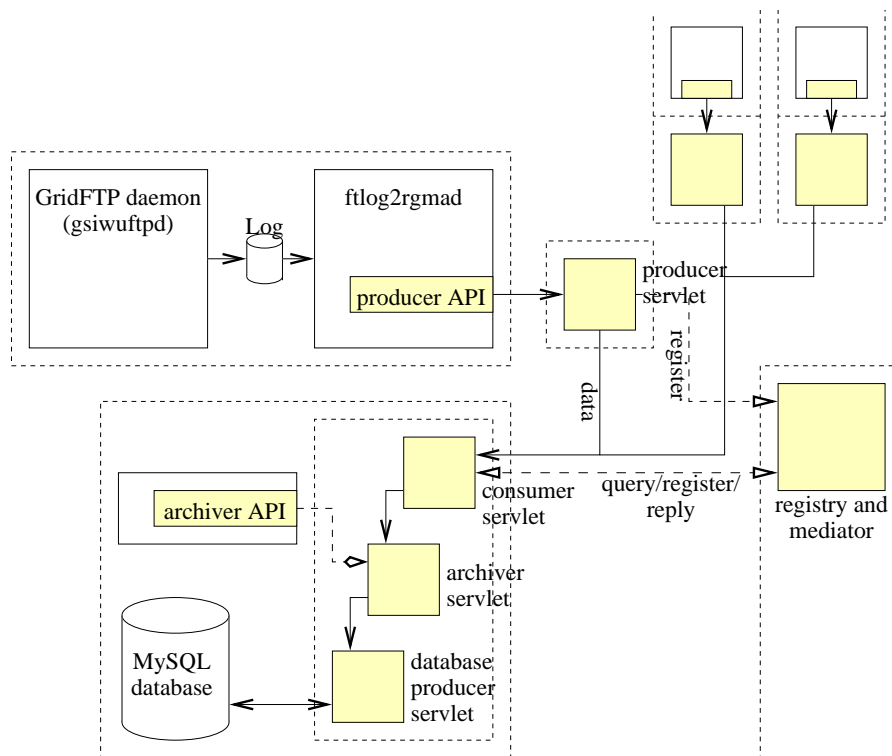 GridFTP daemon
(gsiwuftpd)
Log
ftlog2rgmad
producer API
producer
servlet
register
data
consumer
servlet
query/register/
reply
registry and
mediator
archiver API
archiver
servlet
MySQL
database
database
producer
servlet